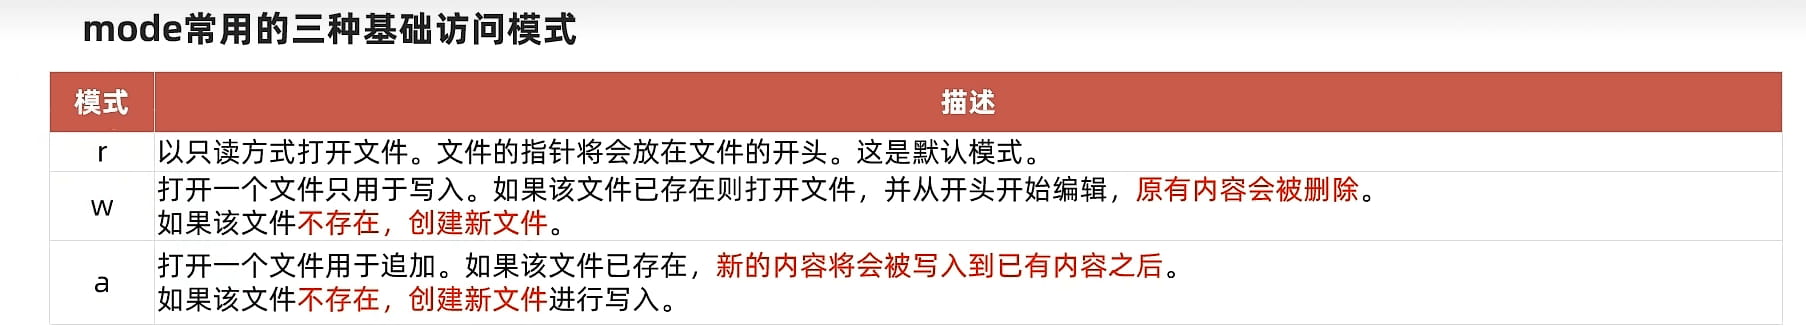 mode常用的三种基础访问模式
模式
描述
r
以只读方式打开文件。文件的指针将会放在文件的开头。这是默认模式。
w
打开一个文件只用于写入。如果该文件已存在则打开文件，并从开头开始编辑，原有内容会被删除。
如果该文件不存在，创建新文件。
a
打开一个文件用于追加。如果该文件已存在，新的内容将会被写入到已有内容之后。
如果该文件不存在，创建新文件进行写入。